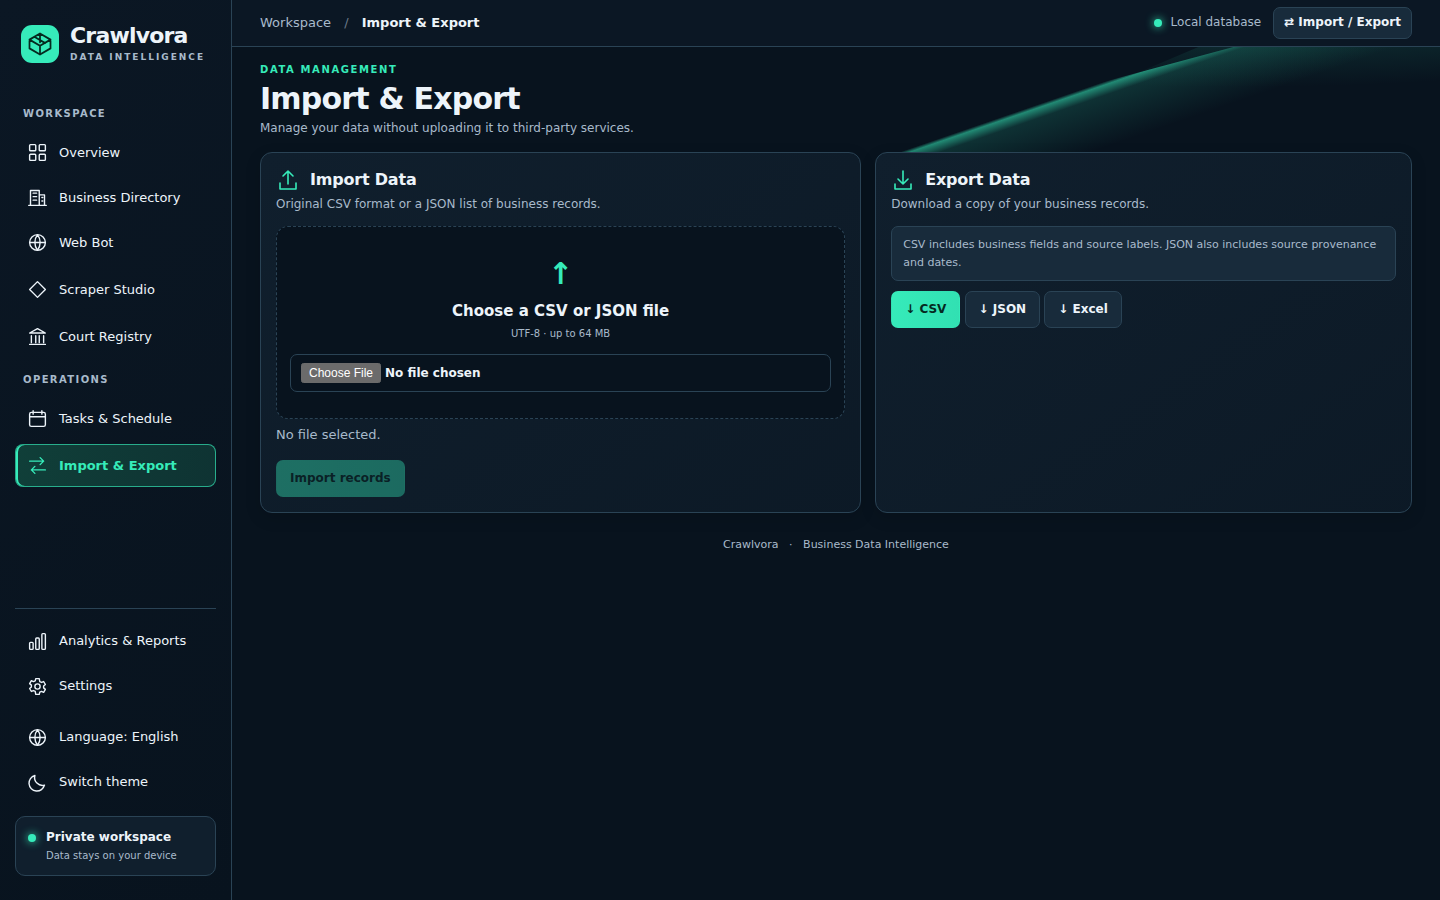 Crawlvora
DATA INTELLIGENCE
WORKSPACE
Overview
Business Directory
Web Bot
Scraper Studio
Court Registry
OPERATIONS
Tasks & Schedule
Import & Export
Analytics & Reports
Settings
Language: English
Switch theme
Private workspace
Data stays on your device
Workspace / Import & Export
Local database
⇄ Import / Export
DATA MANAGEMENT
Import & Export
Manage your data without uploading it to third-party services.
Import Data
Original CSV format or a JSON list of business records.
↑
Choose a CSV or JSON file
UTF-8 · up to 64 MB
Choose File No file chosen
No file selected.
Import records
Export Data
Download a copy of your business records.
CSV includes business fields and source labels. JSON also includes source provenance
and dates.
↓ CSV ↓ JSON ↓ Excel
Crawlvora · Business Data Intelligence